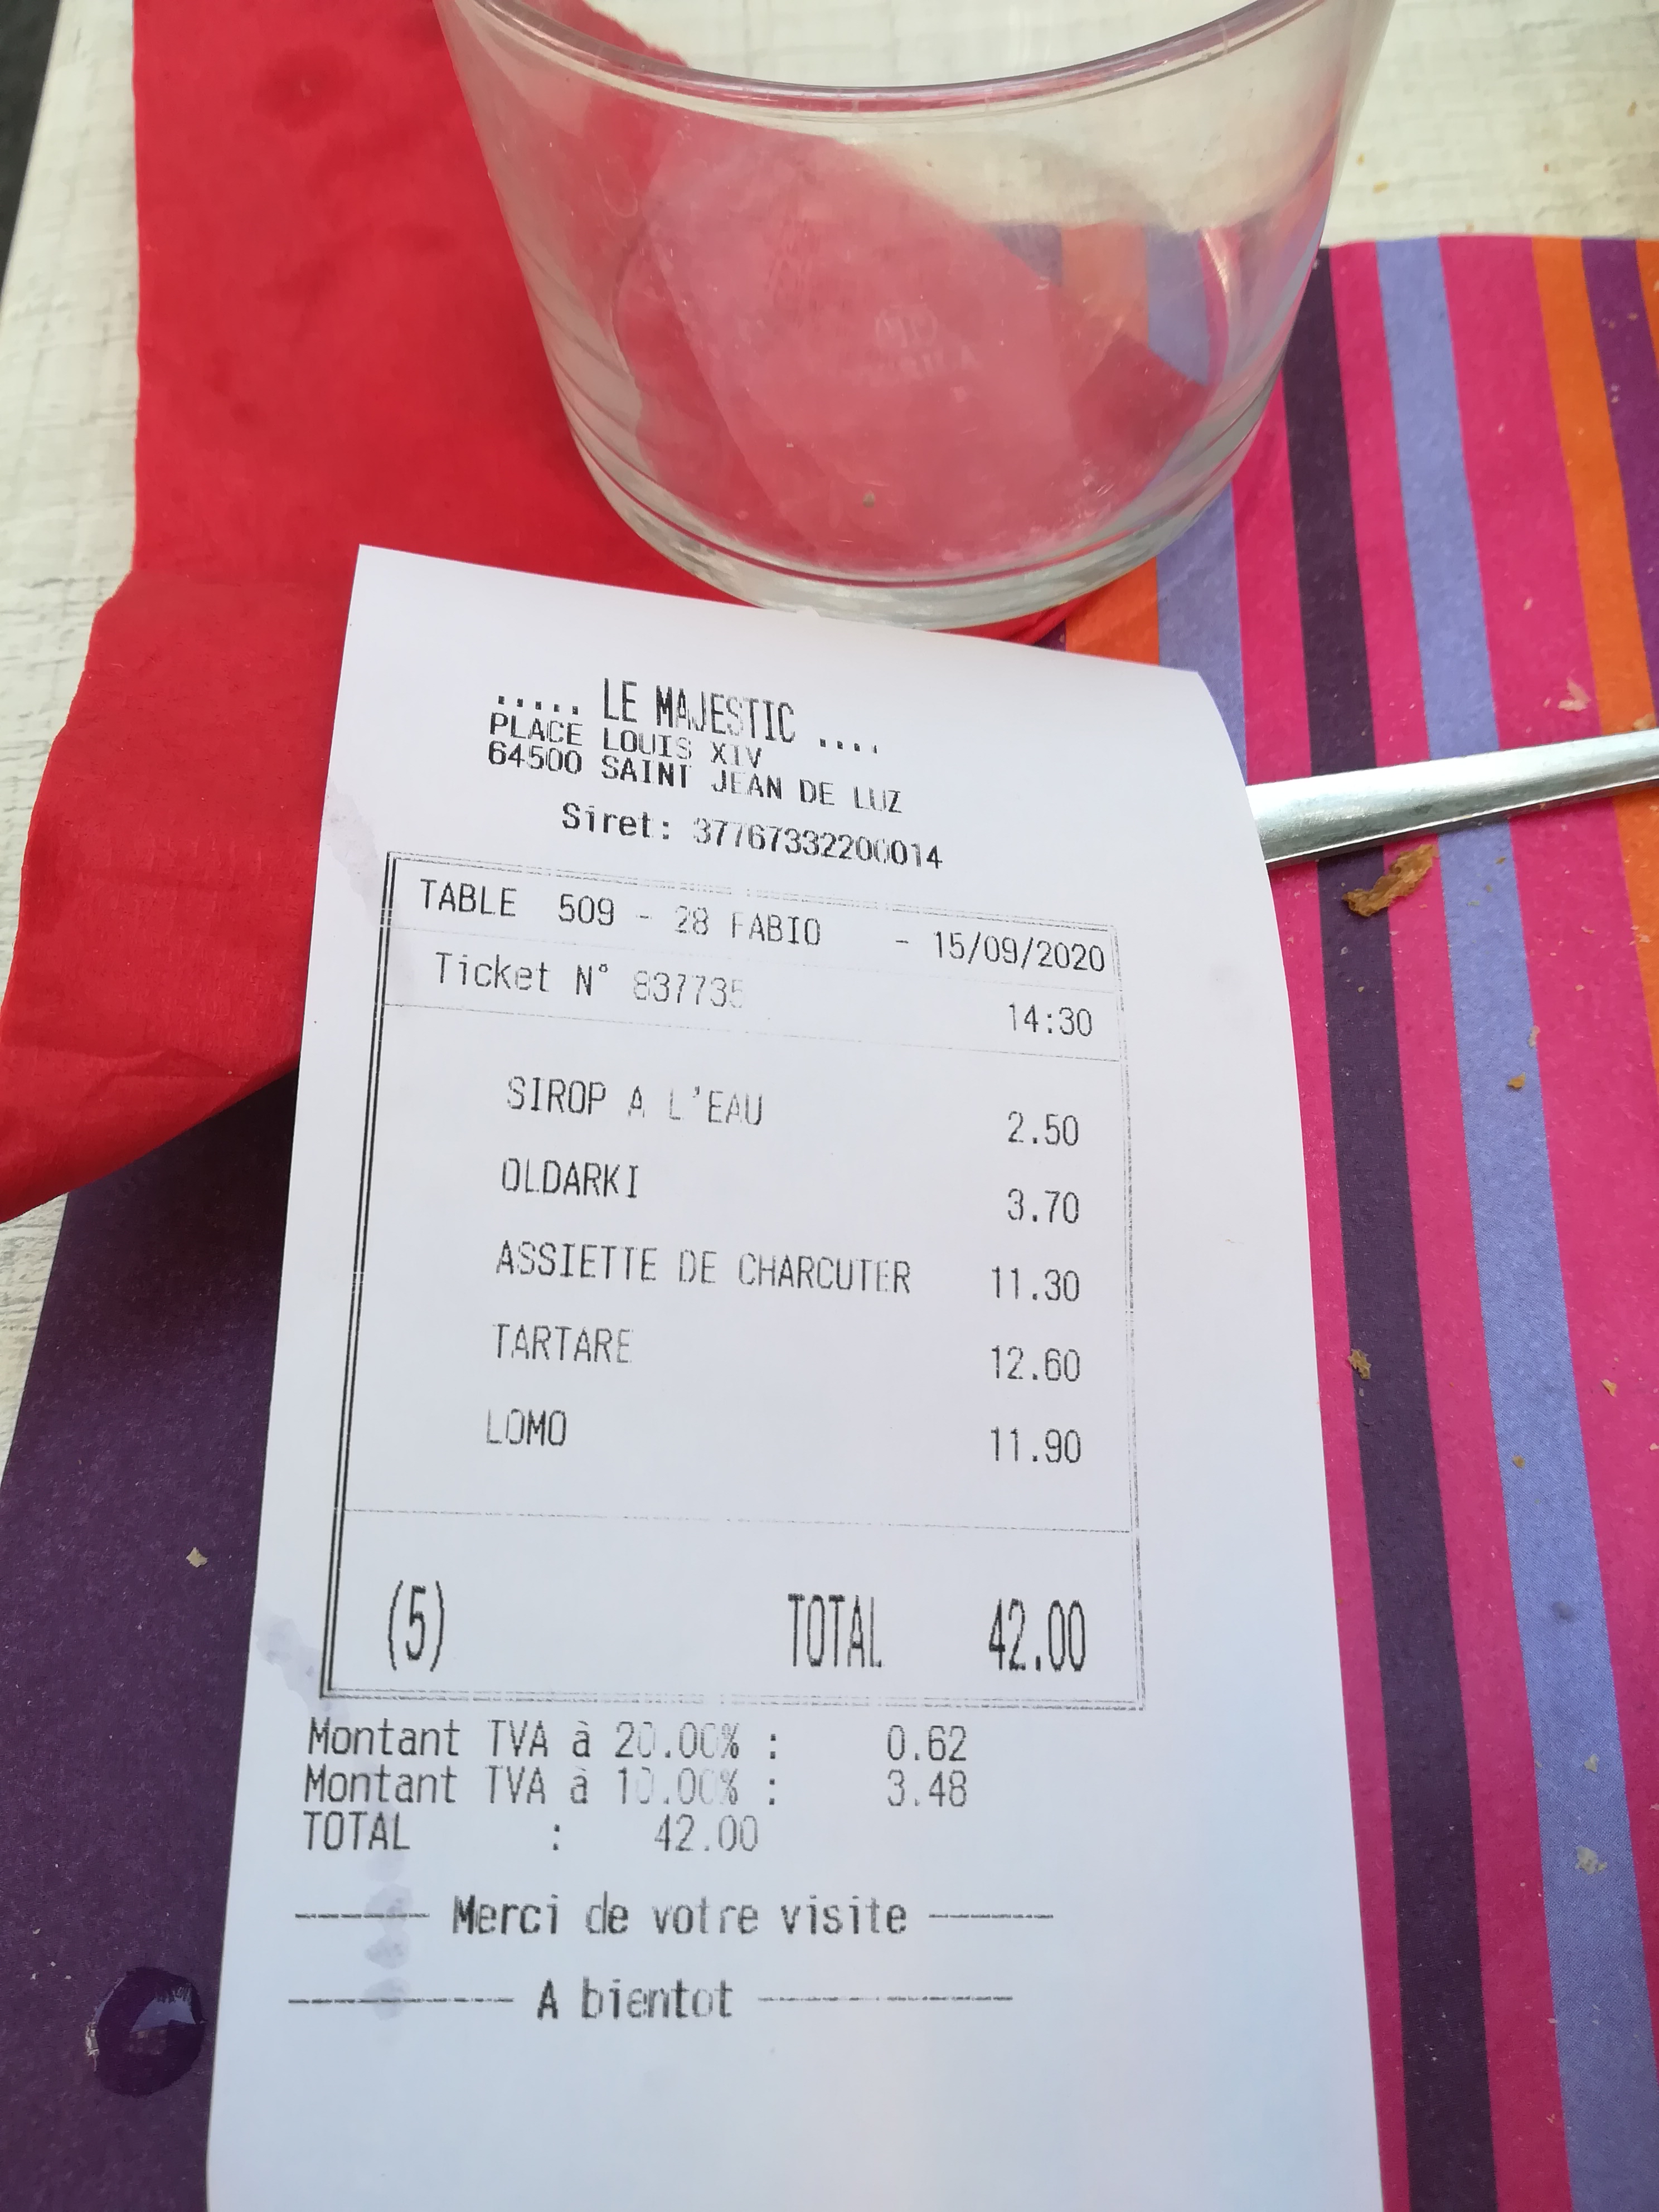 ..... LE MAJESTIC ....
PLACE LOUIS XIV
64500 SAINT JEAN DE LUZ
Siret: 37767332200014
TABLE 509 - 28 FABIO - 15/09/2020
Ticket N° 837735 14:30
SIROP A L'EAU 2.50
OLDARKI 3.70
ASSIETTE DE CHARCUTER 11.30
TARTARE 12.60
LOMO 11.90
(5) TOTAL 42.00
Montant TVA à 20.00% : 0.62
Montant TVA à 10.00% : 3.48
TOTAL : 42.00
------ Merci de votre visite ------
---------- A bientot -----------